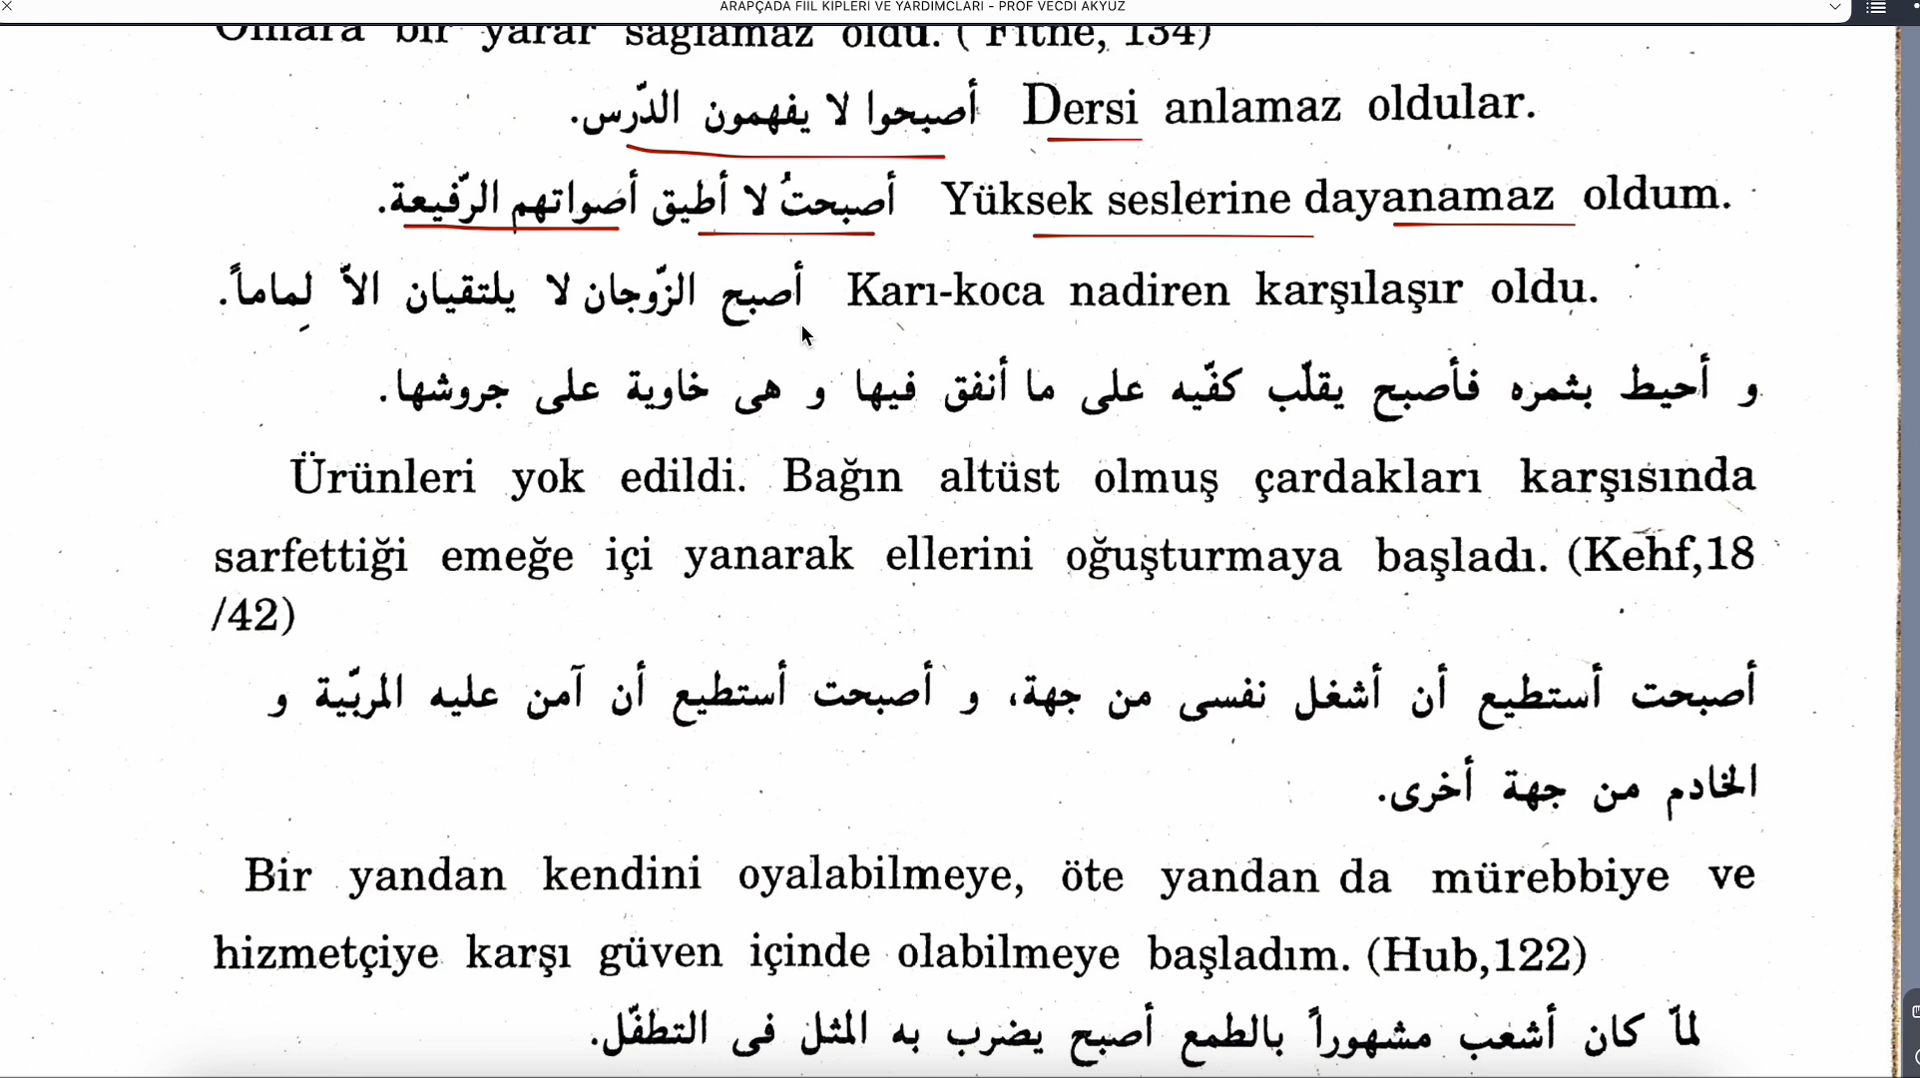 ARAPÇADA FIIL KIPLERI VE YARDIMCLARI - PROF VECDI AKYÜZ
Onlara bir yarar sağlamaz oldu. ( Fitne, 134)
أصبحوا لا يفهمون الدّرس. Dersi anlamaz oldular.
أصبحتُ لا أطيق أصواتهم الرّفيعة. Yüksek seslerine dayanamaz oldum.
أصبح الزّوجان لا يلتقيان الاّ لِماماً. Karı-koca nadiren karşılaşır oldu.
و أحيط بثمره فأصبح يقلّب كفّيه على ما أنفق فيها و هى خاوية على جروشها.
Ürünleri yok edildi. Bağın altüst olmuş çardakları karşısında
sarfettiği emeğe içi yanarak ellerini oğuşturmaya başladı. (Kehf,18
/42)
أصبحت أستطيع أن أشغل نفسى من جهة، و أصبحت أستطيع أن آمن عليه المربّية و
الخادم من جهة أخرى.
Bir yandan kendini oyalabilmeye, öte yandan da mürebbiye ve
hizmetçiye karşı güven içinde olabilmeye başladım. (Hub,122)
لماّ كان أشعب مشهوراً بالطمع أصبح يضرب به المثل فى التطفّل.